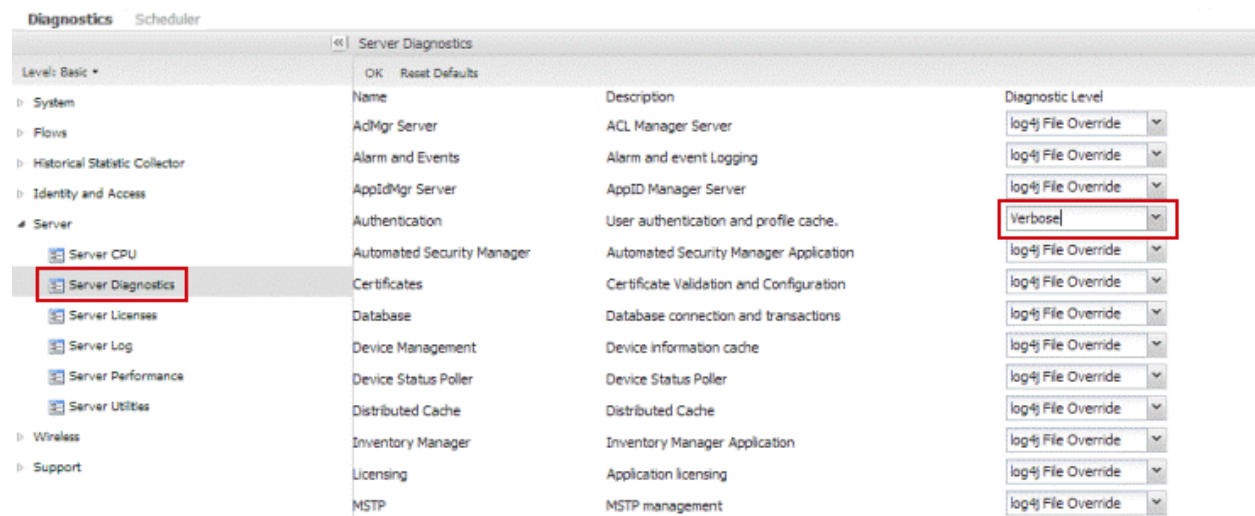 Diagnostics Scheduler
Server Diagnostics
Level: Basic
OK Reset Defaults
System
Flows
Historical Statistic Collector
Identity and Access
Server
Server CPU
Server Diagnostics
Server Licenses
Server Log
Server Performance
Server Utilities
Wireless
Support
Name Description Diagnostic Level
AclMgr Server ACL Manager Server log4j File Override
Alarm and Events Alarm and event Logging log4j File Override
AppIdMgr Server AppID Manager Server log4j File Override
Authentication User authentication and profile cache. Verbose
Automated Security Manager Automated Security Manager Application log4j File Override
Certificates Certificate Validation and Configuration log4j File Override
Database Database connection and transactions log4j File Override
Device Management Device information cache log4j File Override
Device Status Poller Device Status Poller log4j File Override
Distributed Cache Distributed Cache log4j File Override
Inventory Manager Inventory Manager Application log4j File Override
Licensing Application licensing log4j File Override
MSTP MSTP management log4j File Override